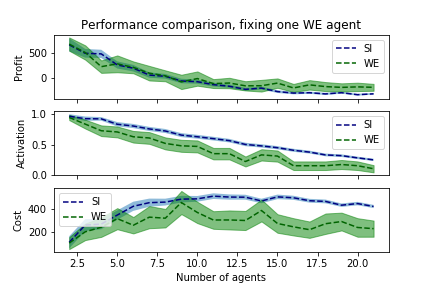 Performance comparison, fixing one WE agent
Profit
500
0
SI
WE
Activation
1.0
0.5
0.0
SI
WE
Cost
400
200
SI
WE
2.5 5.0 7.5 10.0 12.5 15.0 17.5 20.0
Number of agents